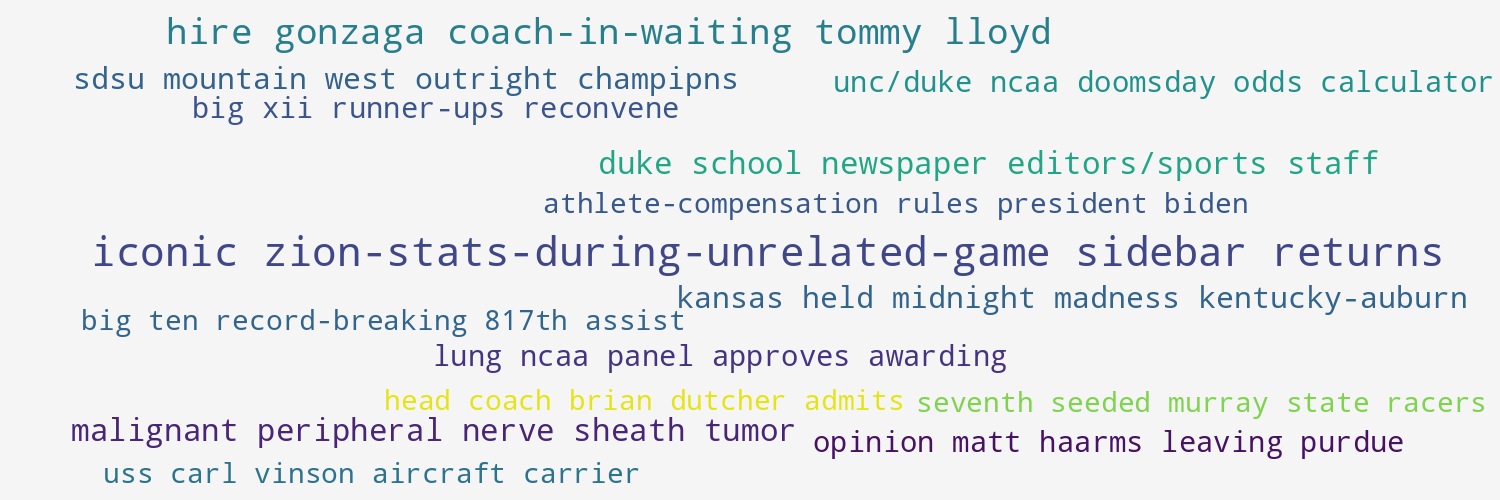 hire gonzaga coach-in-waiting tommy lloyd
sdsu mountain west outright champipns
unc/duke ncaa doomsday odds calculator
big xii runner-ups reconvene
duke school newspaper editors/sports staff
athlete-compensation rules president biden
iconic zion-stats-during-unrelated-game sidebar returns
kansas held midnight madness kentucky-auburn
big ten record-breaking 817th assist
lung ncaa panel approves awarding
head coach brian dutcher admits
seventh seeded murray state racers
malignant peripheral nerve sheath tumor
opinion matt haarms leaving purdue
uss carl vinson aircraft carrier